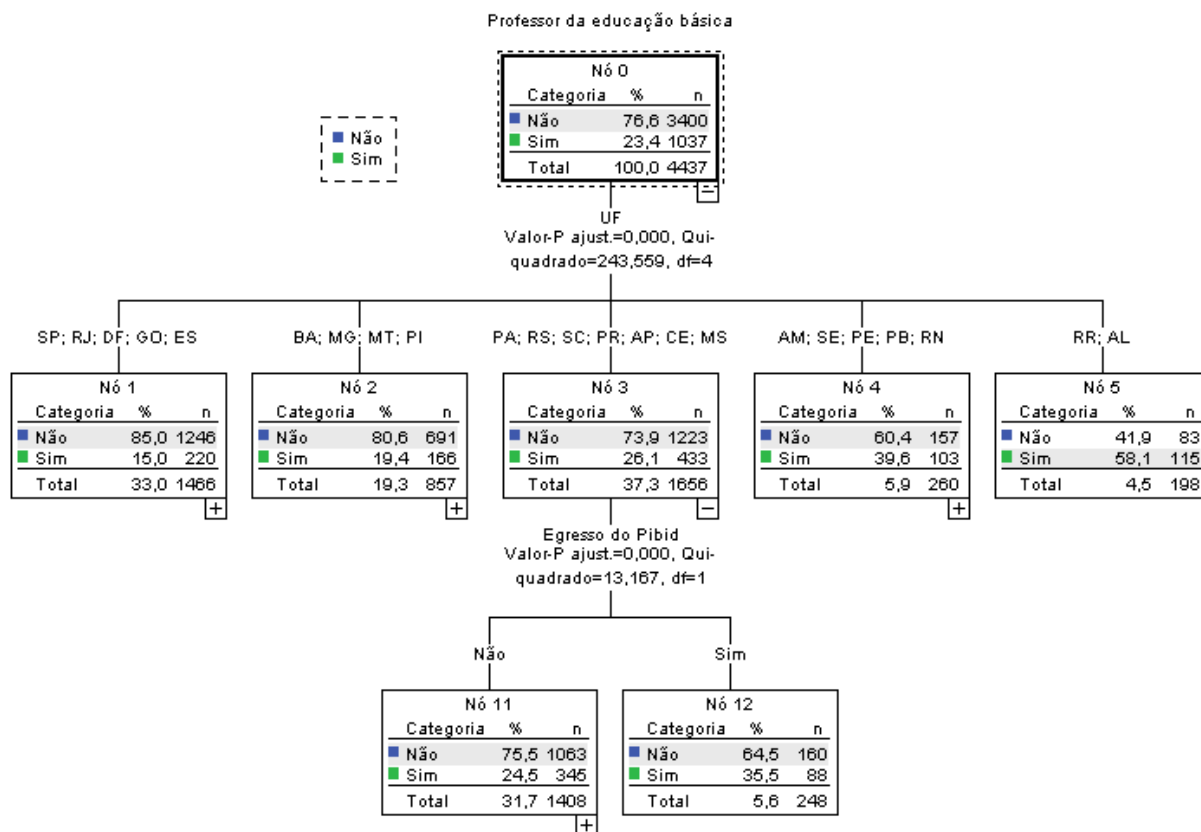 Professor da educação básica
Nó 0
Categoria % n
Não 76,6 3400
Sim 23,4 1037
Total 100,0 4437
−
Não
Sim
UF
Valor-P ajust.=0,000, Qui-
quadrado=243,559, df=4
SP; RJ; DF; GO; ES
BA; MG; MT; PI
PA; RS; SC; PR; AP; CE; MS
AM; SE; PE; PB; RN
RR; AL
Nó 1
Categoria % n
Não 85,0 1246
Sim 15,0 220
Total 33,0 1466
+
Nó 2
Categoria % n
Não 80,6 691
Sim 19,4 166
Total 19,3 857
+
Nó 3
Categoria % n
Não 73,9 1223
Sim 26,1 433
Total 37,3 1656
−
Nó 4
Categoria % n
Não 60,4 157
Sim 39,6 103
Total 5,9 260
+
Nó 5
Categoria % n
Não 41,9 83
Sim 58,1 115
Total 4,5 198
Egresso do Pibid
Valor-P ajust.=0,000, Qui-
quadrado=13,167, df=1
Não
Sim
Nó 11
Categoria % n
Não 75,5 1063
Sim 24,5 345
Total 31,7 1408
+
Nó 12
Categoria % n
Não 64,5 160
Sim 35,5 88
Total 5,6 248